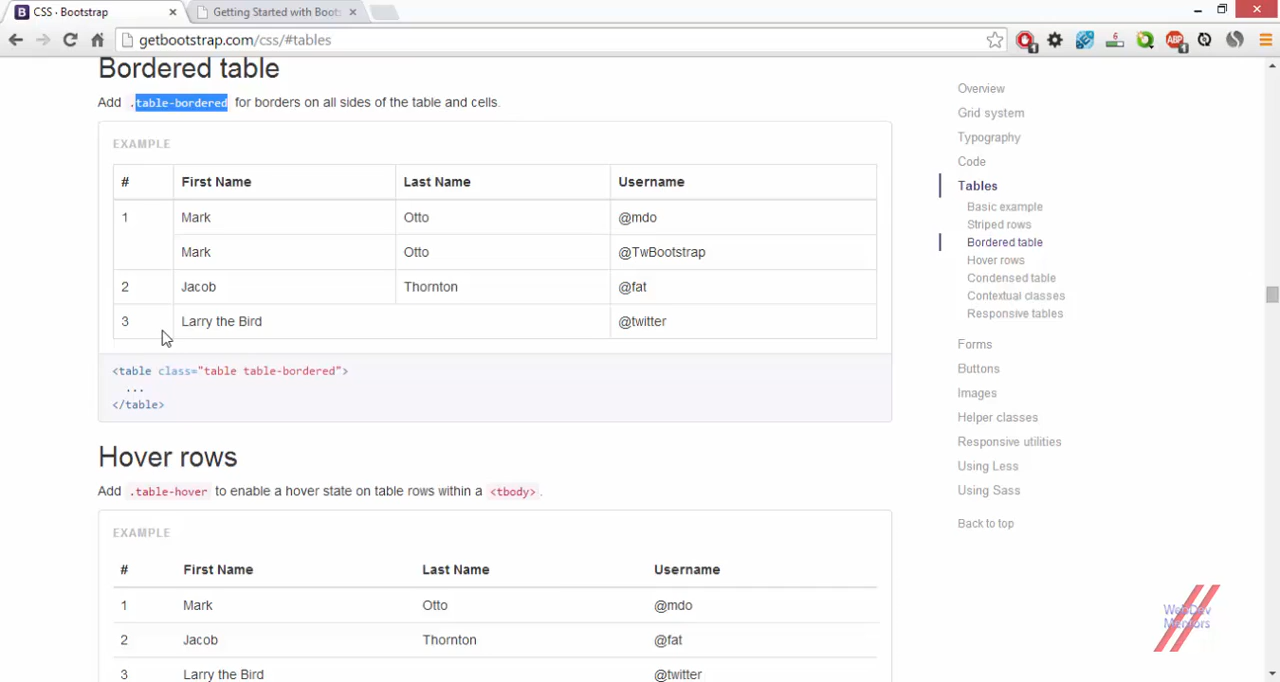 CSS · Bootstrap
Getting Started with Boots
getbootstrap.com/css/#tables
1
6
ABP
1
Bordered table
Add .table-bordered for borders on all sides of the table and cells.
EXAMPLE
# First Name Last Name Username
1 Mark Otto @mdo
Mark Otto @TwBootstrap
2 Jacob Thornton @fat
3 Larry the Bird @twitter
<table class="table table-bordered">
...
</table>
Hover rows
Add .table-hover to enable a hover state on table rows within a <tbody>.
EXAMPLE
# First Name Last Name Username
1 Mark Otto @mdo
2 Jacob Thornton @fat
3 Larry the Bird @twitter
Overview
Grid system
Typography
Code
Tables
Basic example
Striped rows
Bordered table
Hover rows
Condensed table
Contextual classes
Responsive tables
Forms
Buttons
Images
Helper classes
Responsive utilities
Using Less
Using Sass
Back to top
WebDev
Mentors